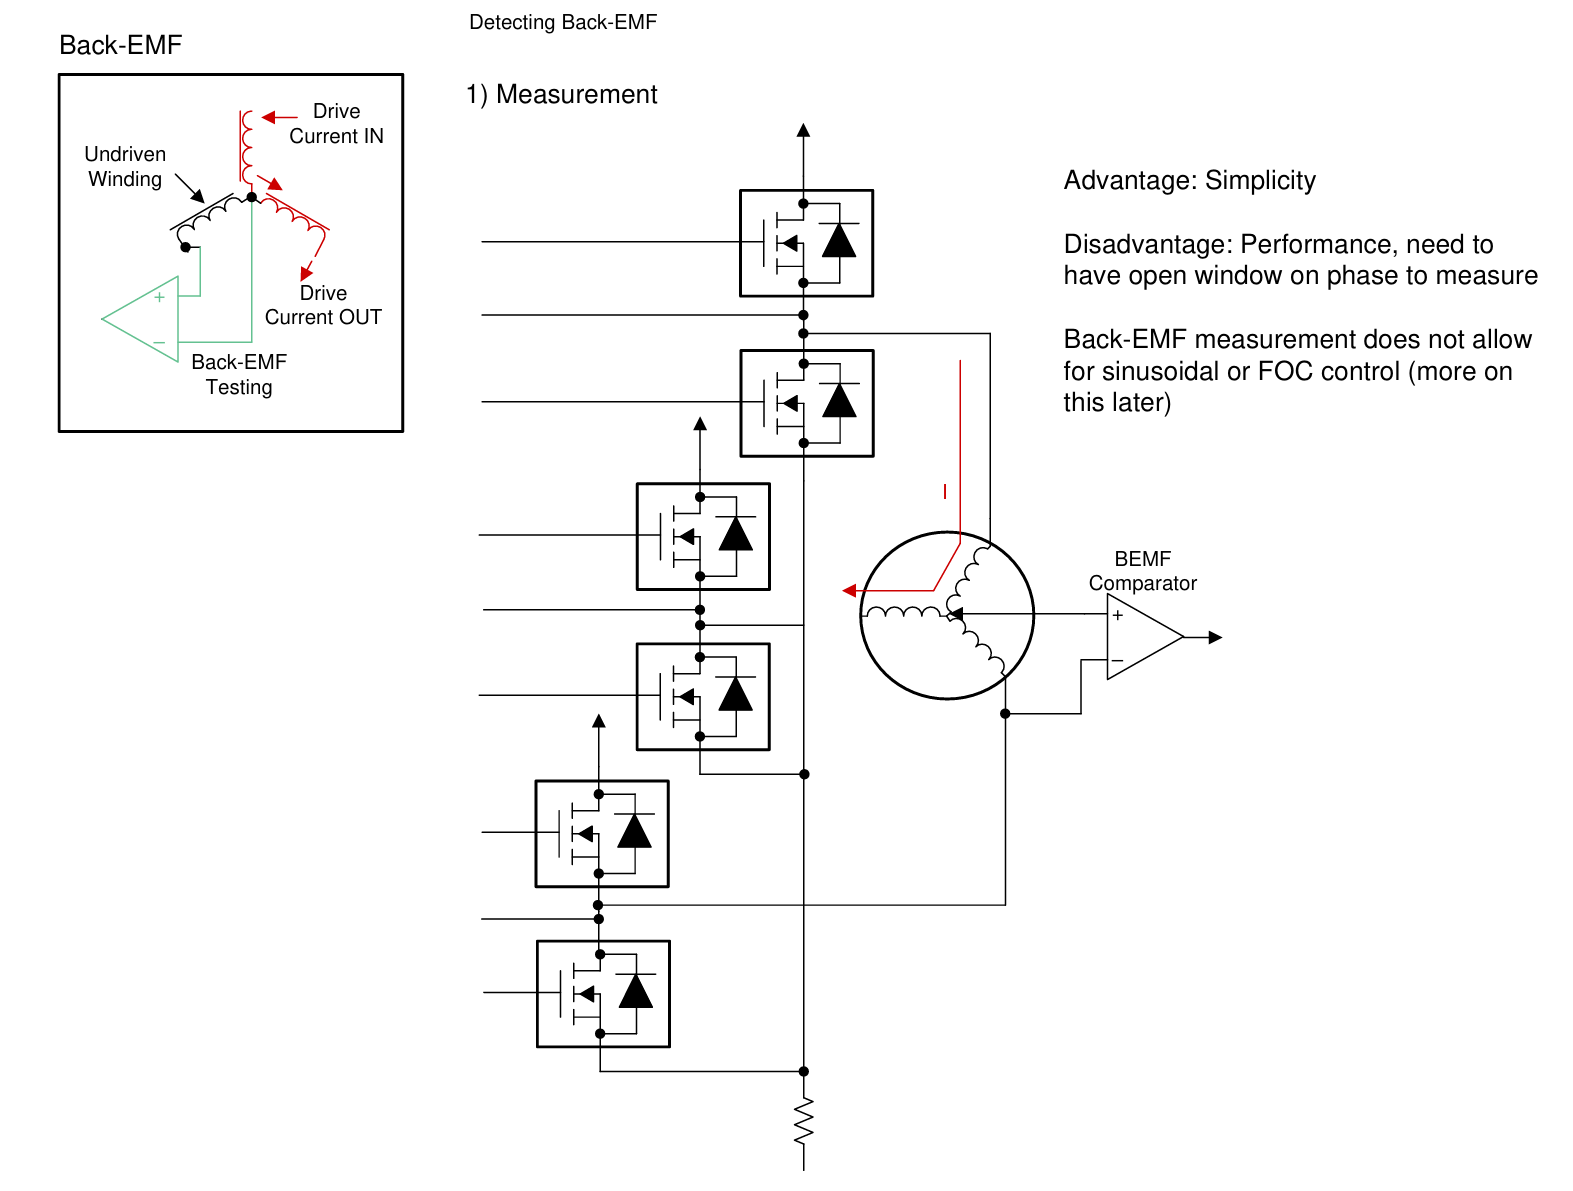 Detecting Back-EMF
Back-EMF
1) Measurement
Drive
Current IN
Undriven
Winding
Drive
Current OUT
+
−
Back-EMF
Testing
Advantage: Simplicity
Disadvantage: Performance, need to
have open window on phase to measure
Back-EMF measurement does not allow
for sinusoidal or FOC control (more on
this later)
I
BEMF
Comparator
+
−